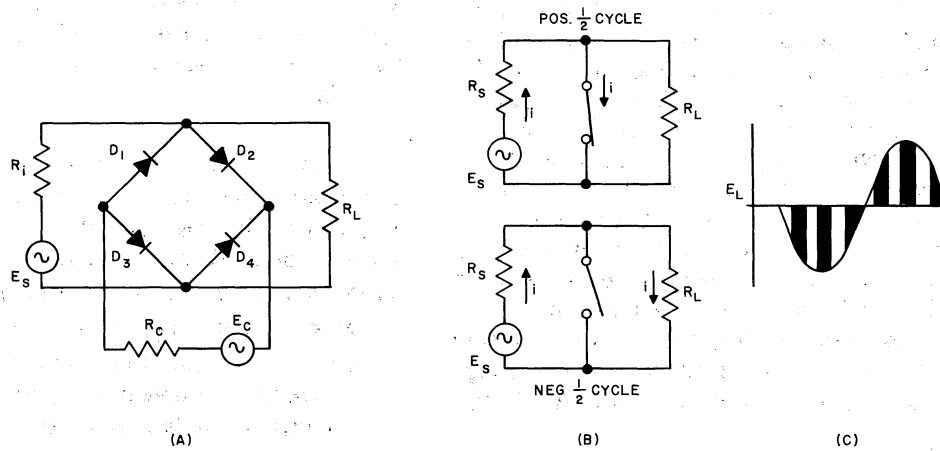 D1
D2
Ri
RL
D3
D4
ES
RC
EC
(A)
POS. 1/2 CYCLE
RS
i
i
RL
ES
RS
i
i
RL
ES
NEG 1/2 CYCLE
(B)
EL
(C)